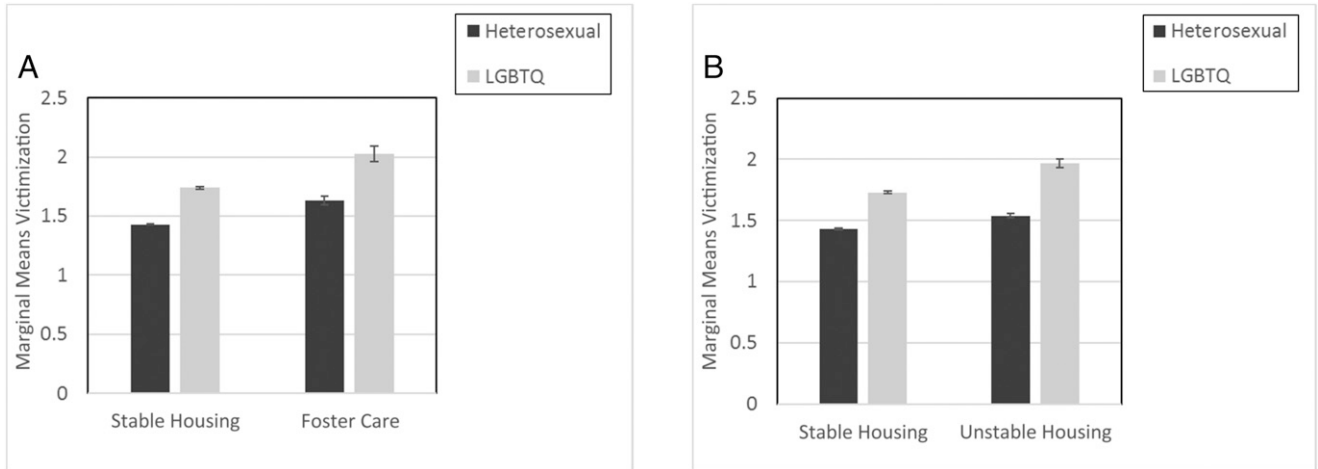 A
Heterosexual
LGBTQ
Marginal Means Victimization
2.5
2
1.5
1
0.5
0
Stable Housing
Foster Care
B
Heterosexual
LGBTQ
Marginal Means Victimization
2.5
2
1.5
1
0.5
0
Stable Housing
Unstable Housing